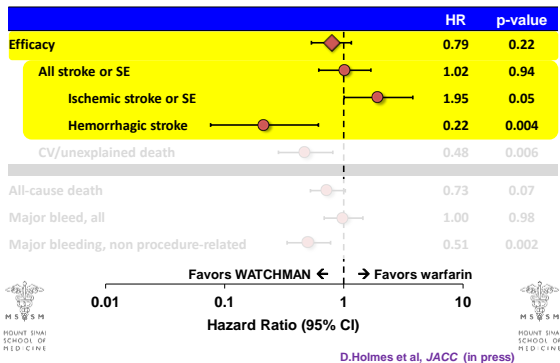 HR p-value
Efficacy 0.79 0.22
All stroke or SE 1.02 0.94
Ischemic stroke or SE 1.95 0.05
Hemorrhagic stroke 0.22 0.004
CV/unexplained death 0.48 0.006
All-cause death 0.73 0.07
Major bleed, all 1.00 0.98
Major bleeding, non procedure-related 0.51 0.002
Favors WATCHMAN ← → Favors warfarin
0.01 0.1 1 10
Hazard Ratio (95% CI)
MS SM
MOUNT SINAI
SCHOOL OF
MEDICINE
MS SM
MOUNT SINAI
SCHOOL OF
MEDICINE
D.Holmes et al, JACC (in press)